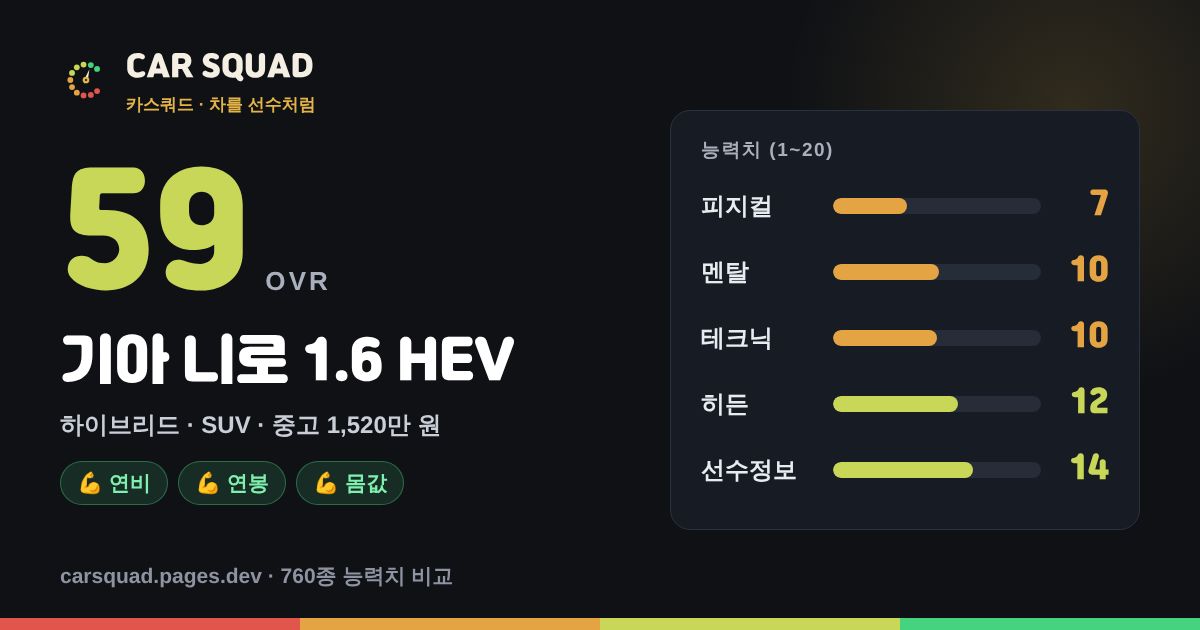 CAR SQUAD
카스쿼드 · 차를 선수처럼
59 OVR
기아 니로 1.6 HEV
하이브리드 · SUV · 중고 1,520만 원
💪 연비 💪 연봉 💪 몸값
carsquad.pages.dev · 760종 능력치 비교
능력치 (1~20)
피지컬 7
멘탈 10
테크닉 10
히든 12
선수정보 14